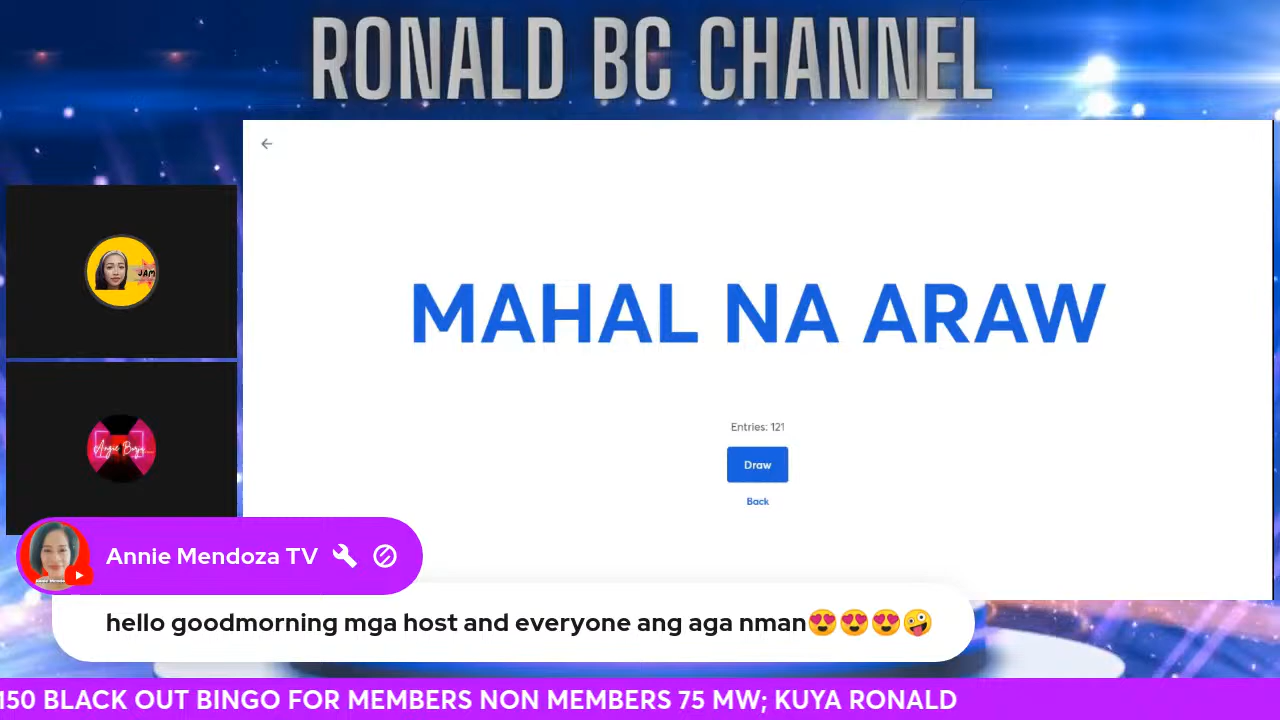 RONALD BC CHANNEL
MAHAL NA ARAW
JAM
Entries: 121
Draw
Back
Annie Mendoza TV
hello goodmorning mga host and everyone ang aga nman😍😍😍🤪
150 BLACK OUT BINGO FOR MEMBERS NON MEMBERS 75 MW; KUYA RONALD